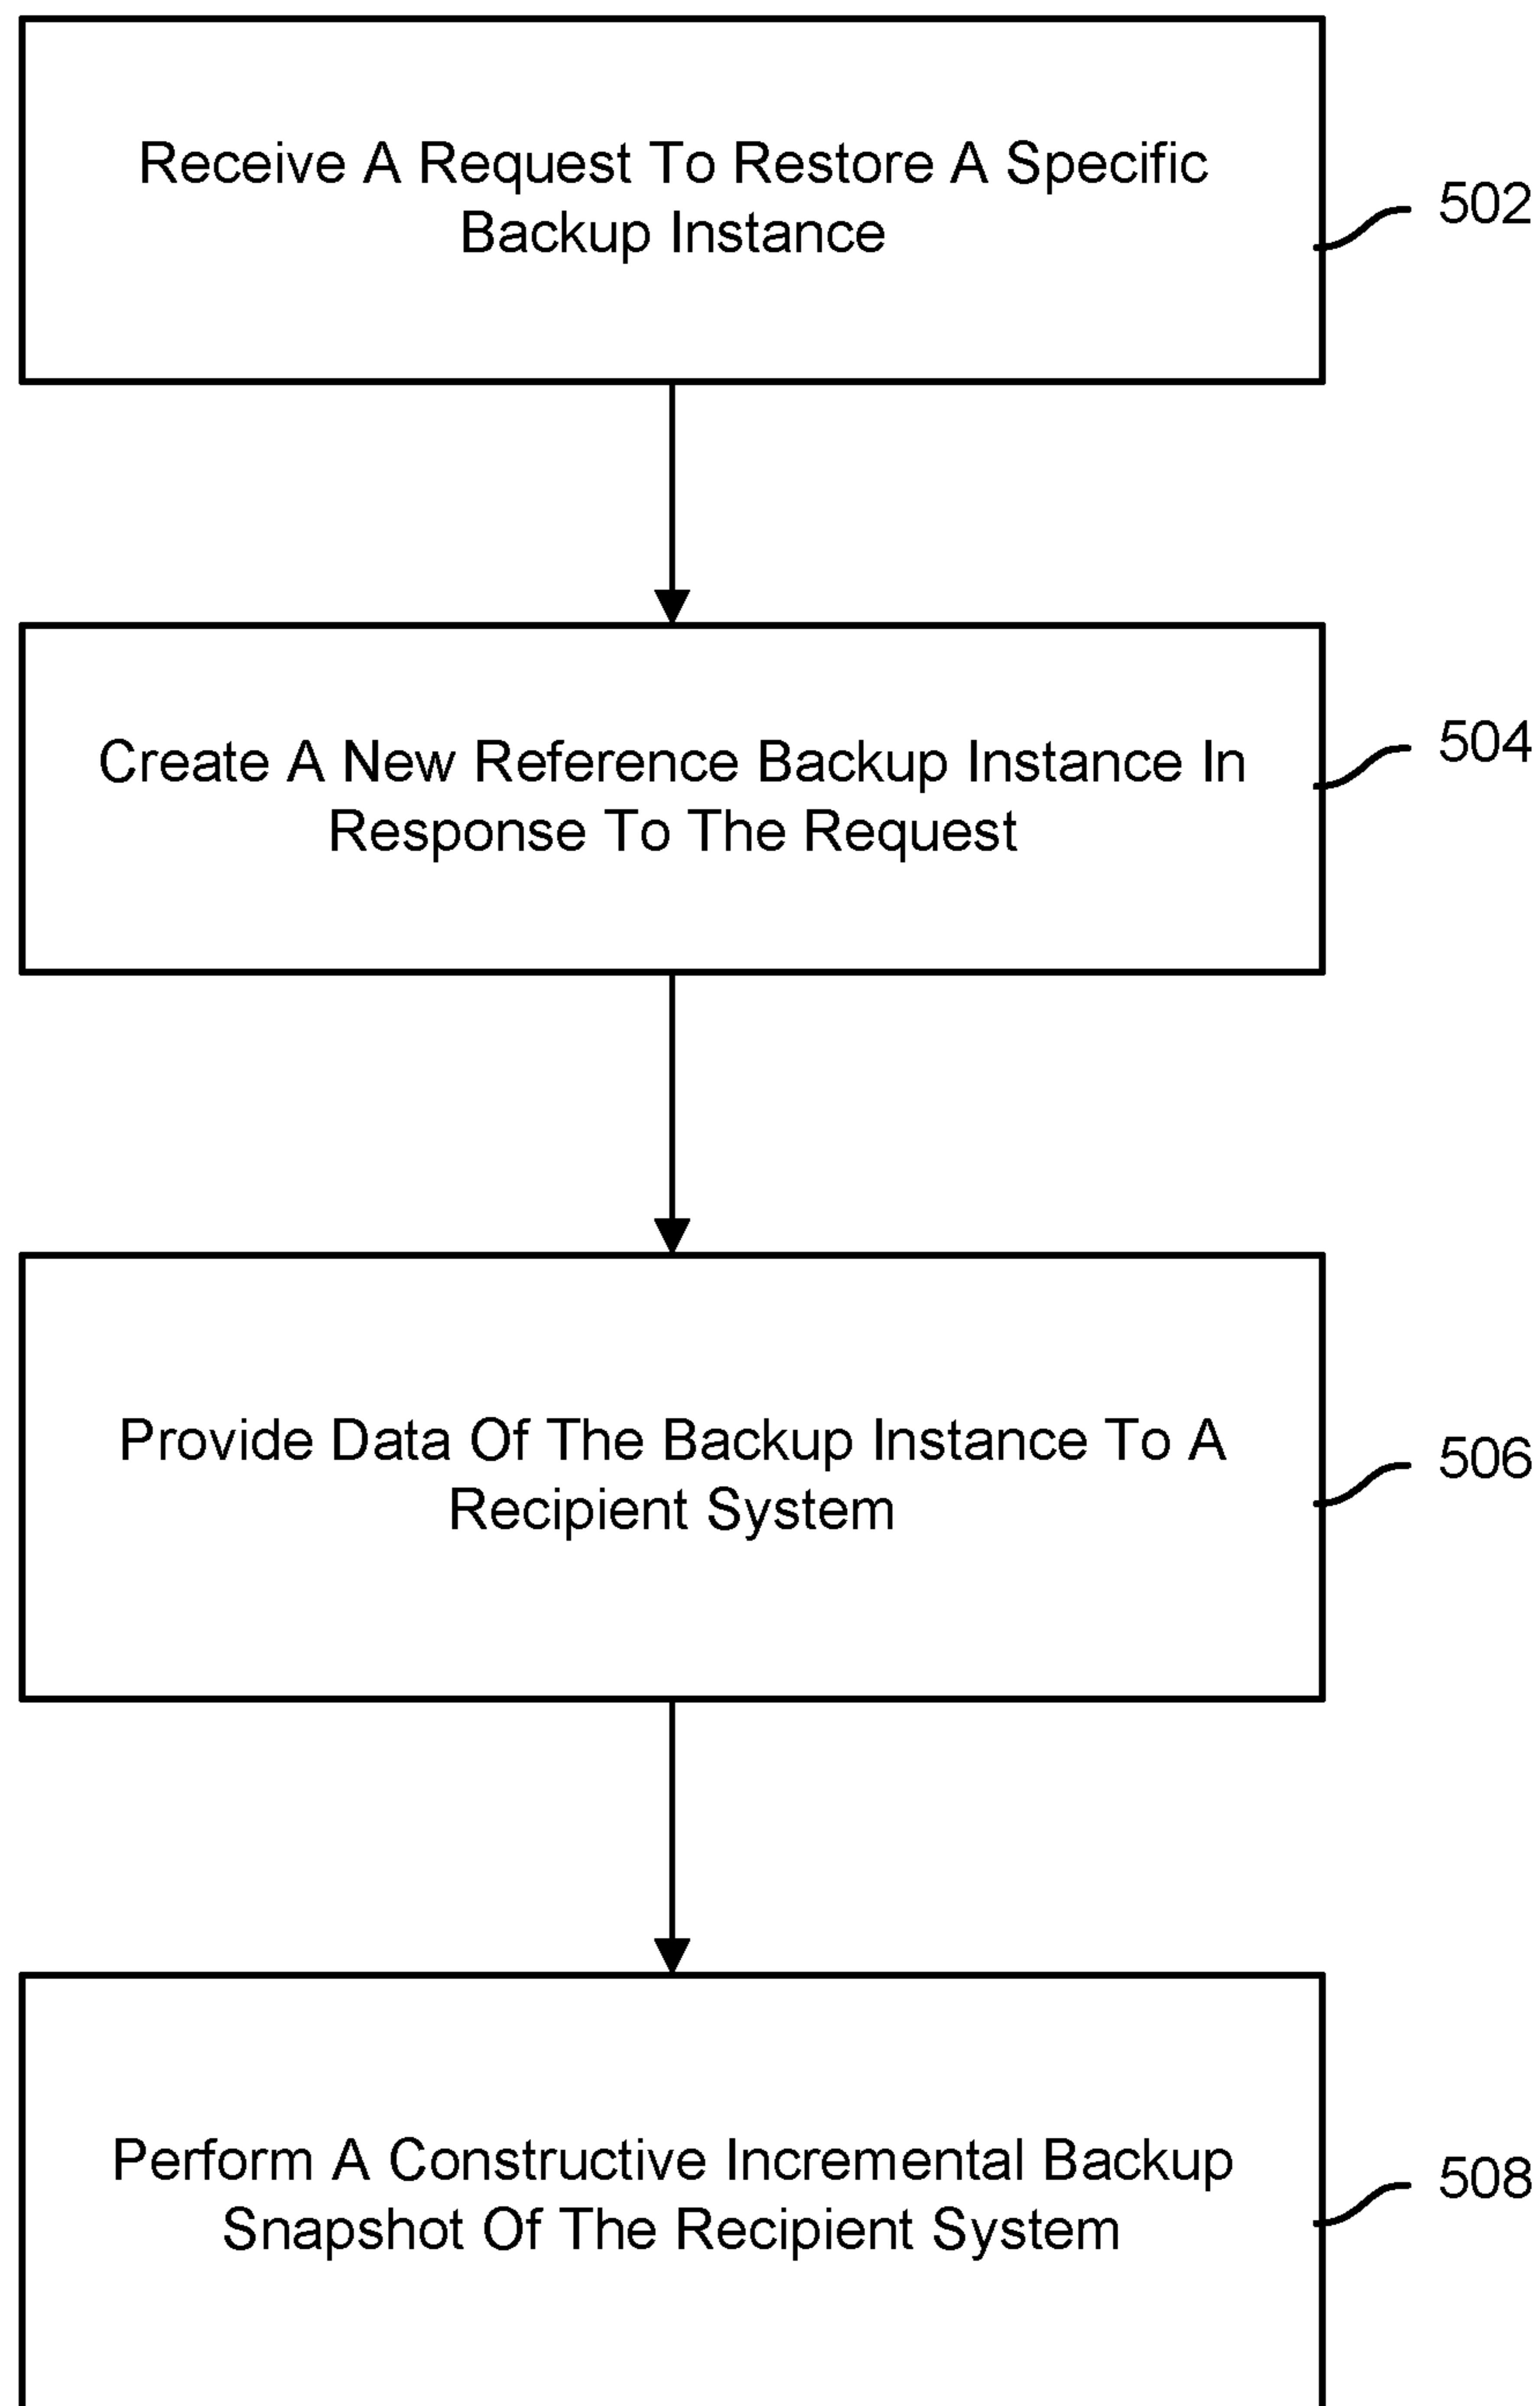 Receive A Request To Restore A Specific
Backup Instance
502
Create A New Reference Backup Instance In
Response To The Request
504
Provide Data Of The Backup Instance To A
Recipient System
506
Perform A Constructive Incremental Backup
Snapshot Of The Recipient System
508